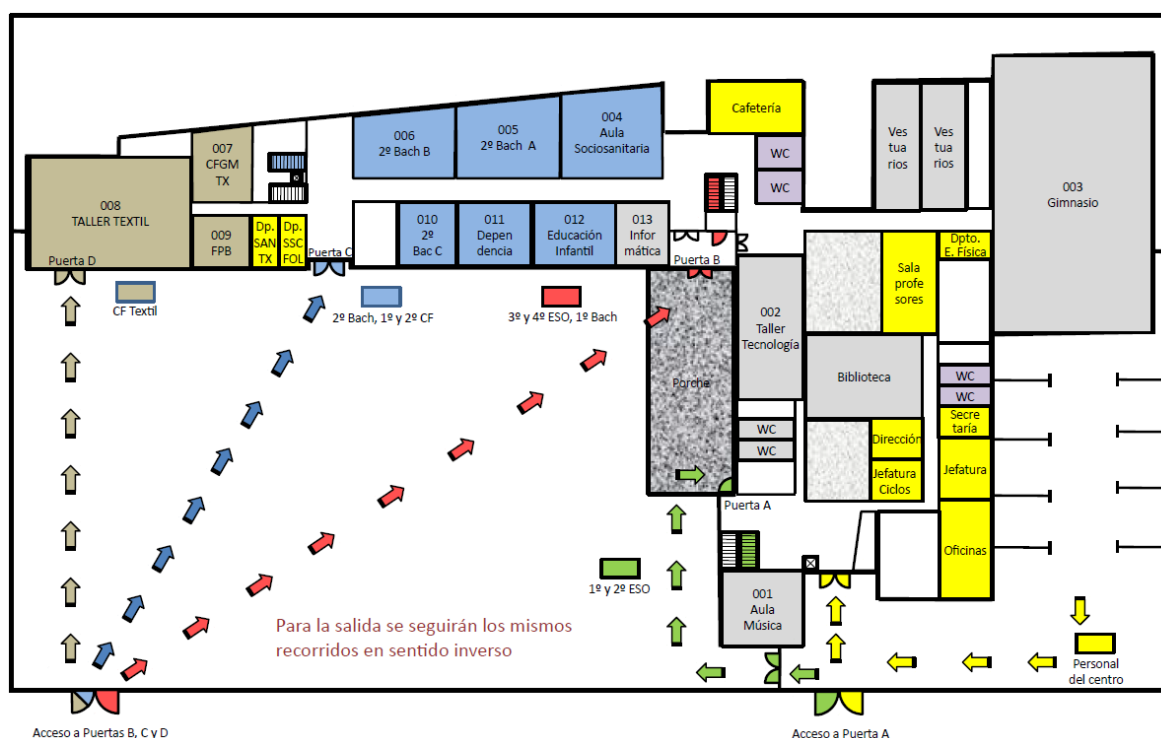 Cafetería
004
Aula
Sociosanitaria
005
2º Bach A
006
2º Bach B
007
CFGM
TX
Ves
tua
rios
Ves
tua
rios
003
Gimnasio
WC
WC
008
TALLER TEXTIL
009
FPB
Dp.
SAN
TX
Dp.
SSC
FOL
010
2º
Bac C
011
Depen
dencia
012
Educación
Infantil
013
Infor
mática
Puerta D
Puerta C
Puerta B
Dpto.
E. Física
Sala
profe
sores
CF Textil
2º Bach, 1º y 2º CF
3º y 4º ESO, 1º Bach
002
Taller
Tecnología
Porche
Biblioteca
WC
WC
Secre
taría
WC
WC
Dirección
Jefatura
Ciclos
Jefatura
Puerta A
Oficinas
1º y 2º ESO
001
Aula
Música
Para la salida se seguirán los mismos
recorridos en sentido inverso
Personal
del centro
Acceso a Puertas B, C y D
Acceso a Puerta A